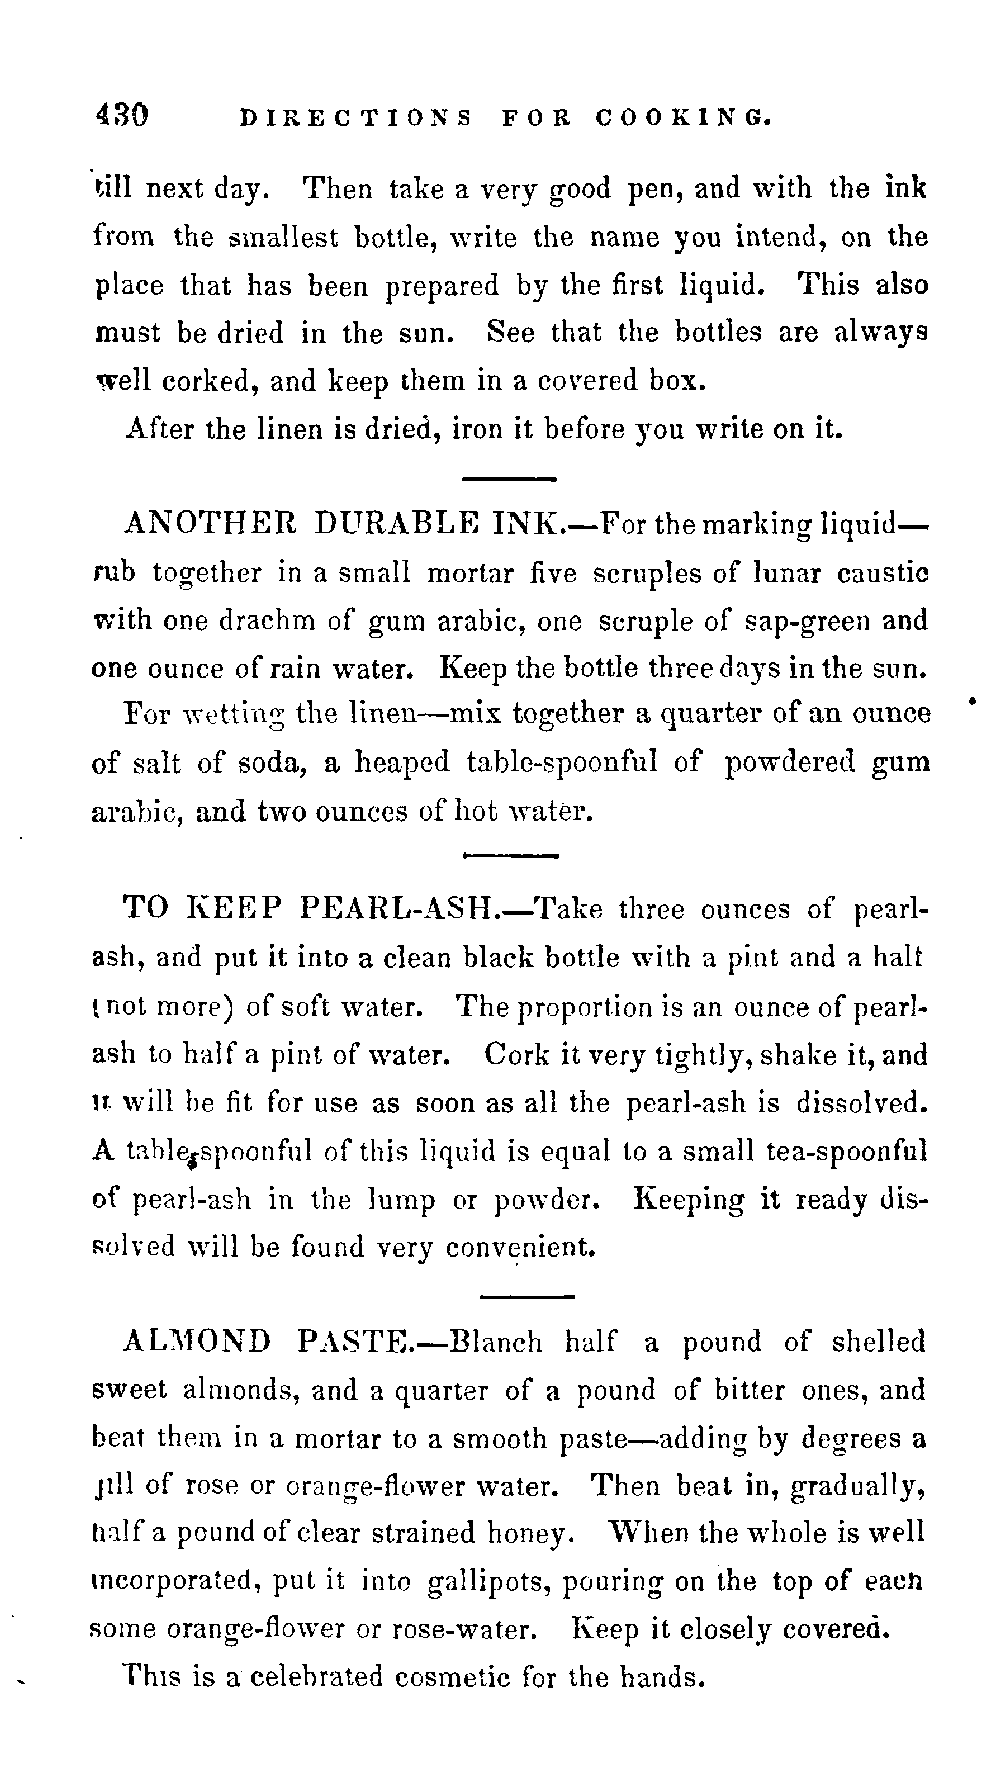 430 DIRECTIONS FOR COOKING.
till next day. Then take a very good pen, and with the ink
from the smallest bottle, write the name you intend, on the
place that has been prepared by the first liquid. This also
must be dried in the sun. See that the bottles are always
well corked, and keep them in a covered box.
After the linen is dried, iron it before you write on it.
ANOTHER DURABLE INK.—For the marking liquid—
rub together in a small mortar five scruples of lunar caustic
with one drachm of gum arabic, one scruple of sap-green and
one ounce of rain water. Keep the bottle three days in the sun.
For wetting the linen—mix together a quarter of an ounce
of salt of soda, a heaped table-spoonful of powdered gum
arabic, and two ounces of hot water.
TO KEEP PEARL-ASH.—Take three ounces of pearl-
ash, and put it into a clean black bottle with a pint and a half
(not more) of soft water. The proportion is an ounce of pearl-
ash to half a pint of water. Cork it very tightly, shake it, and
it will be fit for use as soon as all the pearl-ash is dissolved.
A table-spoonful of this liquid is equal to a small tea-spoonful
of pearl-ash in the lump or powder. Keeping it ready dis-
solved will be found very convenient.
ALMOND PASTE.—Blanch half a pound of shelled
sweet almonds, and a quarter of a pound of bitter ones, and
beat them in a mortar to a smooth paste—adding by degrees a
jill of rose or orange-flower water. Then beat in, gradually,
half a pound of clear strained honey. When the whole is well
incorporated, put it into gallipots, pouring on the top of each
some orange-flower or rose-water. Keep it closely covered.
This is a celebrated cosmetic for the hands.